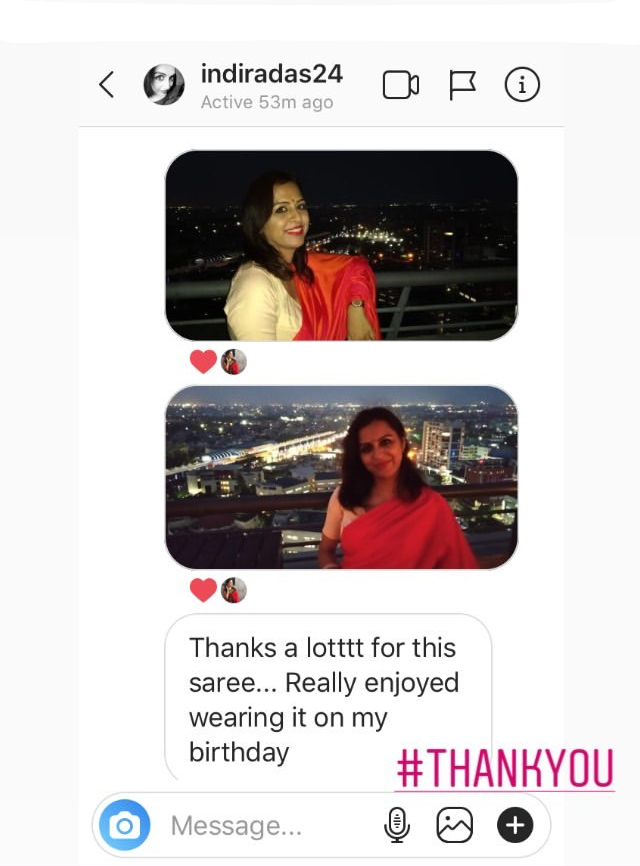 indiradas24
Active 53m ago
Thanks a lotttt for this
saree... Really enjoyed
wearing it on my
birthday
#THANKYOU
Message...